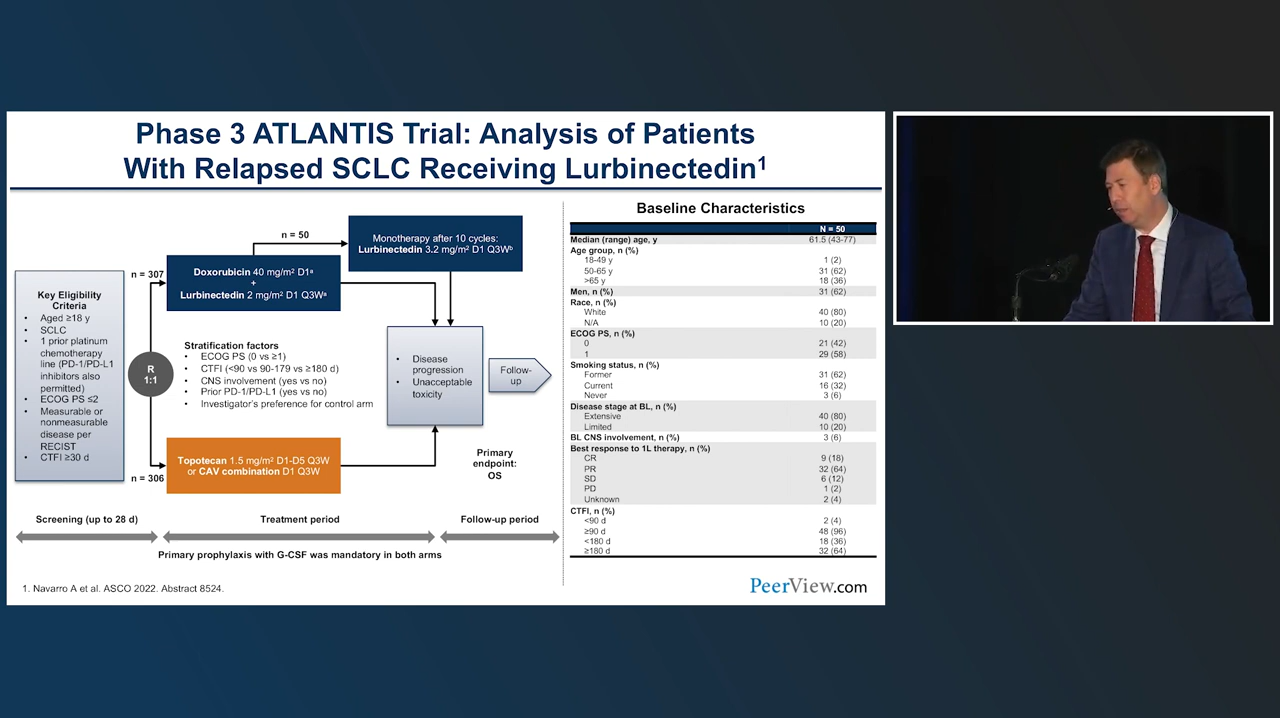 Phase 3 ATLANTIS Trial: Analysis of Patients
With Relapsed SCLC Receiving Lurbinectedin¹
Key Eligibility
Criteria
• Aged ≥18 y
• SCLC
• 1 prior platinum
chemotherapy
line (PD-1/PD-L1
inhibitors also
permitted)
• ECOG PS ≤2
• Measurable or
nonmeasurable
disease per
RECIST
• CTFI ≥30 d
R
1:1
n = 307
n = 306
Doxorubicin 40 mg/m² D1ᵃ
+
Lurbinectedin 2 mg/m² D1 Q3Wᵃ
n = 50
Monotherapy after 10 cycles:
Lurbinectedin 3.2 mg/m² D1 Q3Wᵇ
Stratification factors
• ECOG PS (0 vs ≥1)
• CTFI (<90 vs 90-179 vs ≥180 d)
• CNS involvement (yes vs no)
• Prior PD-1/PD-L1 (yes vs no)
• Investigator's preference for control arm
Topotecan 1.5 mg/m² D1-D5 Q3W
or CAV combination D1 Q3W
• Disease
progression
• Unacceptable
toxicity
Follow-
up
Primary
endpoint:
OS
Screening (up to 28 d)
Treatment period
Follow-up period
Primary prophylaxis with G-CSF was mandatory in both arms
Baseline Characteristics
N = 50
Median (range) age, y 61.5 (43-77)
Age group, n (%)
18-49 y 1 (2)
50-65 y 31 (62)
>65 y 18 (36)
Men, n (%) 31 (62)
Race, n (%)
White 40 (80)
N/A 10 (20)
ECOG PS, n (%)
0 21 (42)
1 29 (58)
Smoking status, n (%)
Former 31 (62)
Current 16 (32)
Never 3 (6)
Disease stage at BL, n (%)
Extensive 40 (80)
Limited 10 (20)
BL CNS involvement, n (%) 3 (6)
Best response to 1L therapy, n (%)
CR 9 (18)
PR 32 (64)
SD 6 (12)
PD 1 (2)
Unknown 2 (4)
CTFI, n (%)
<90 d 2 (4)
≥90 d 48 (96)
<180 d 18 (36)
≥180 d 32 (64)
1. Navarro A et al. ASCO 2022. Abstract 8524.
PeerView.com